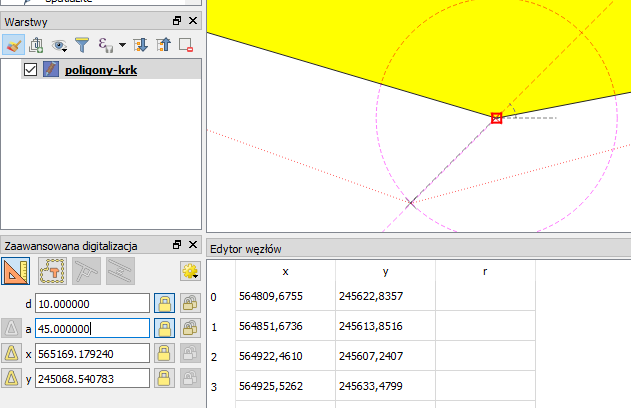 Warstwy
poligony-krk
Zaawansowana digitalizacja
d 10.000000
a 45.000000
x 565169.179240
y 245068.540783
Edytor węzłów
x y r
0 564809,6755 245622,8357
1 564851,6736 245613,8516
2 564922,4610 245607,2407
3 564925,5262 245633,4799